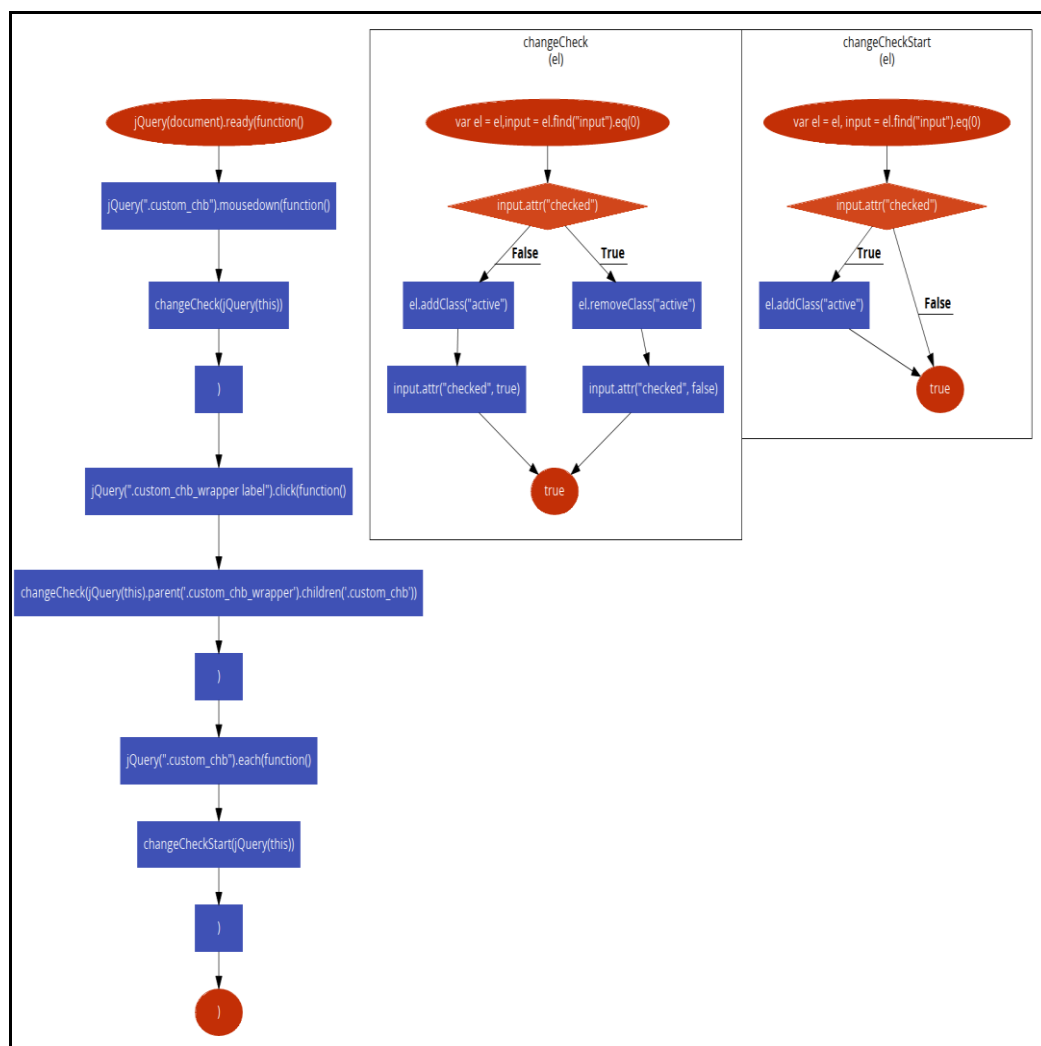 jQuery(document).ready(function()
jQuery(".custom_chb").mousedown(function()
changeCheck(jQuery(this))
)
jQuery(".custom_chb_wrapper label").click(function()
changeCheck(jQuery(this).parent('.custom_chb_wrapper').children('.custom_chb'))
)
jQuery(".custom_chb").each(function()
changeCheckStart(jQuery(this))
)
)
changeCheck
(el)
var el = el,input = el.find("input").eq(0)
input.attr("checked")
False
True
el.addClass("active")
el.removeClass("active")
input.attr("checked", true)
input.attr("checked", false)
true
changeCheckStart
(el)
var el = el, input = el.find("input").eq(0)
input.attr("checked")
True
False
el.addClass("active")
true